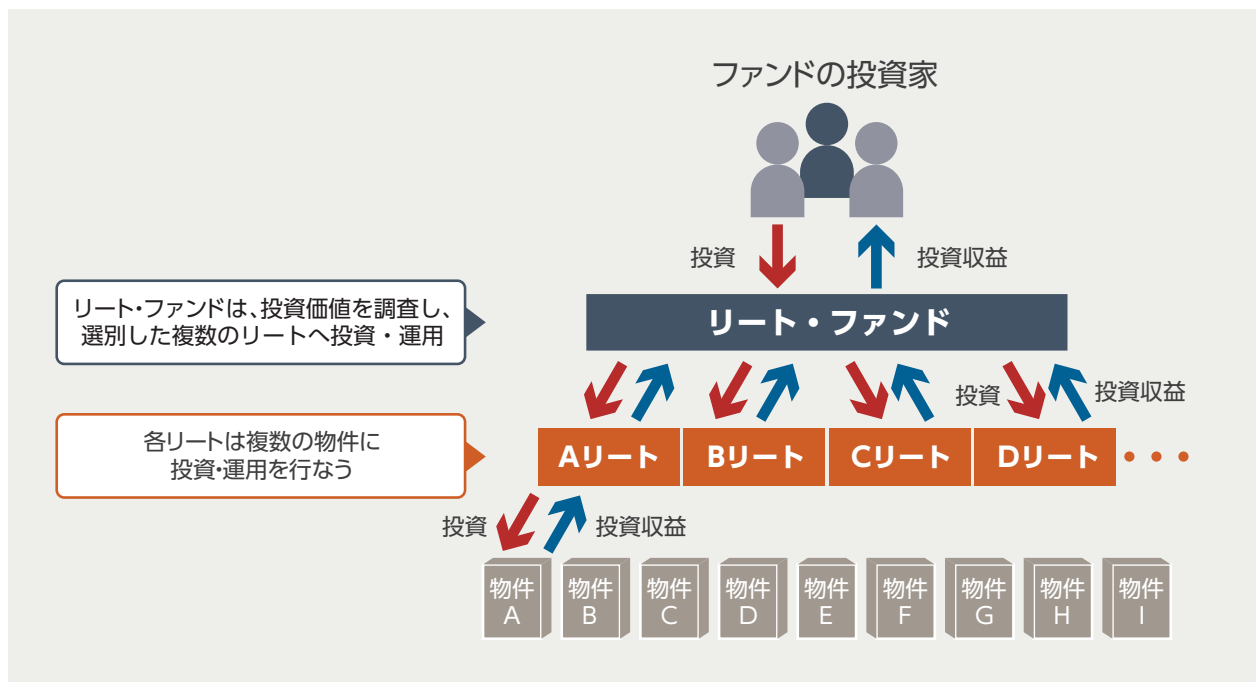 ファンドの投資家
投資
投資収益
リート・ファンドは、投資価値を調査し、
選別した複数のリートへ投資・運用
リート・ファンド
投資
投資収益
各リートは複数の物件に
投資・運用を行なう
Aリート
Bリート
Cリート
Dリート
・・・
投資
投資収益
物件
A
物件
B
物件
C
物件
D
物件
E
物件
F
物件
G
物件
H
物件
I